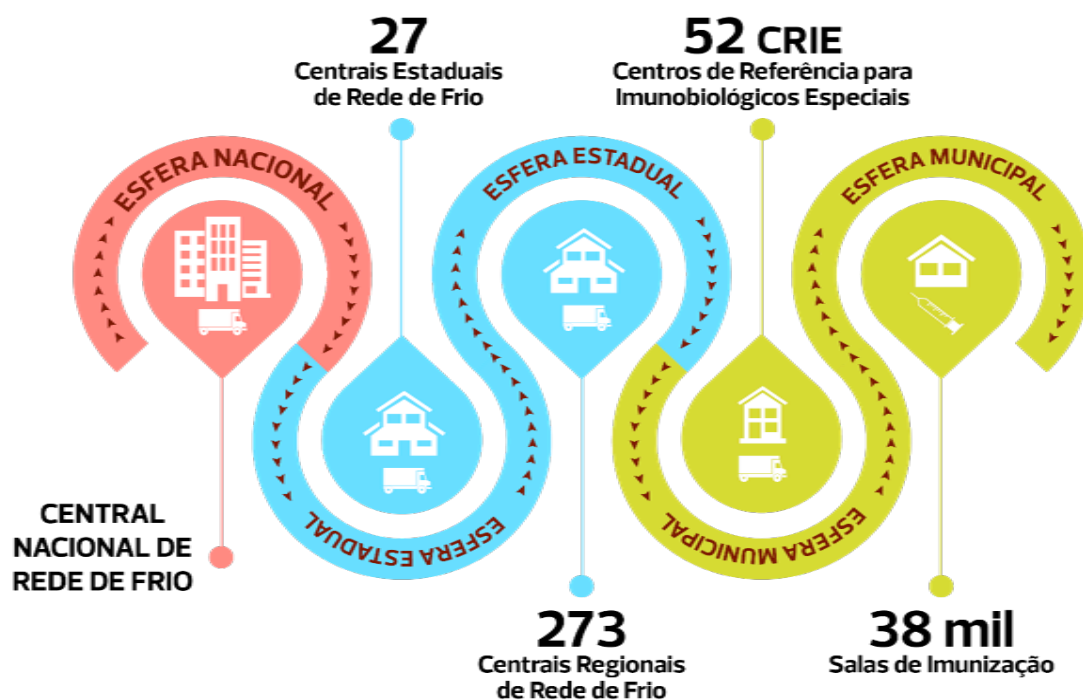 27
Centrais Estaduais
de Rede de Frio
52 CRIE
Centros de Referência para
Imunobiológicos Especiais
ESFERA NACIONAL
ESFERA ESTADUAL
ESFERA MUNICIPAL
ESFERA ESTADUAL
ESFERA MUNICIPAL
CENTRAL
NACIONAL DE
REDE DE FRIO
273
Centrais Regionais
de Rede de Frio
38 mil
Salas de Imunização